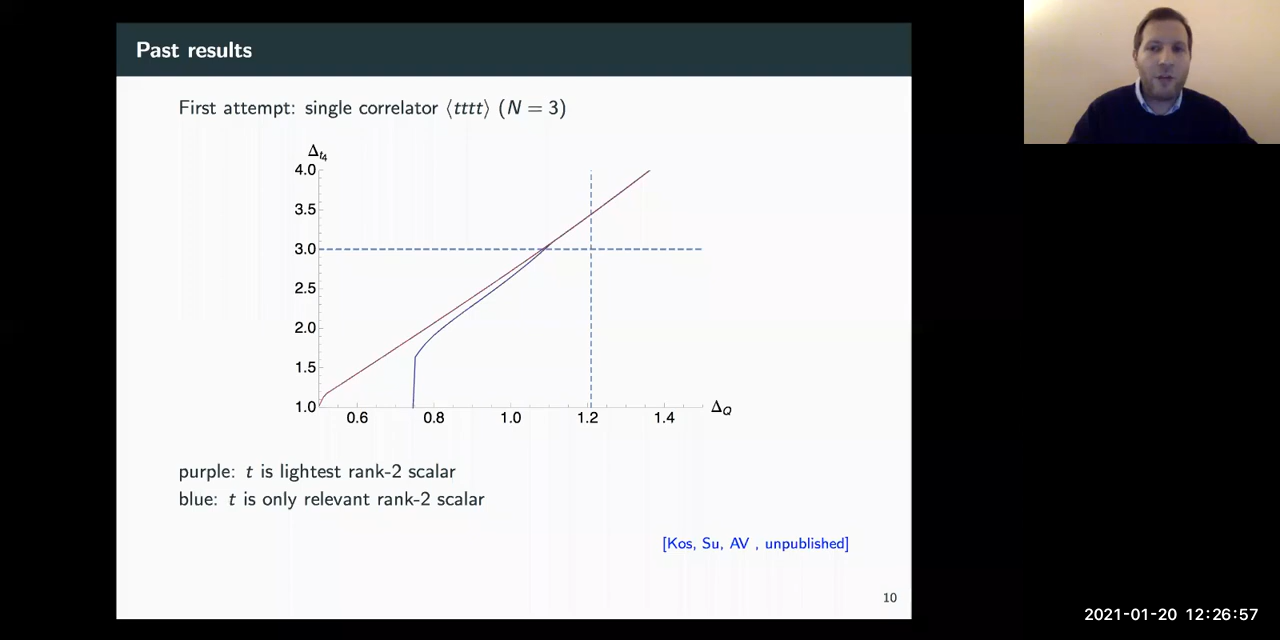 Past results
First attempt: single correlator ⟨tttt⟩ (N = 3)
Δt₄
4.0
3.5
3.0
2.5
2.0
1.5
1.0
0.6 0.8 1.0 1.2 1.4 Δ_Q
purple: t is lightest rank-2 scalar
blue: t is only relevant rank-2 scalar
[Kos, Su, AV , unpublished]
10
2021-01-20 12:26:57